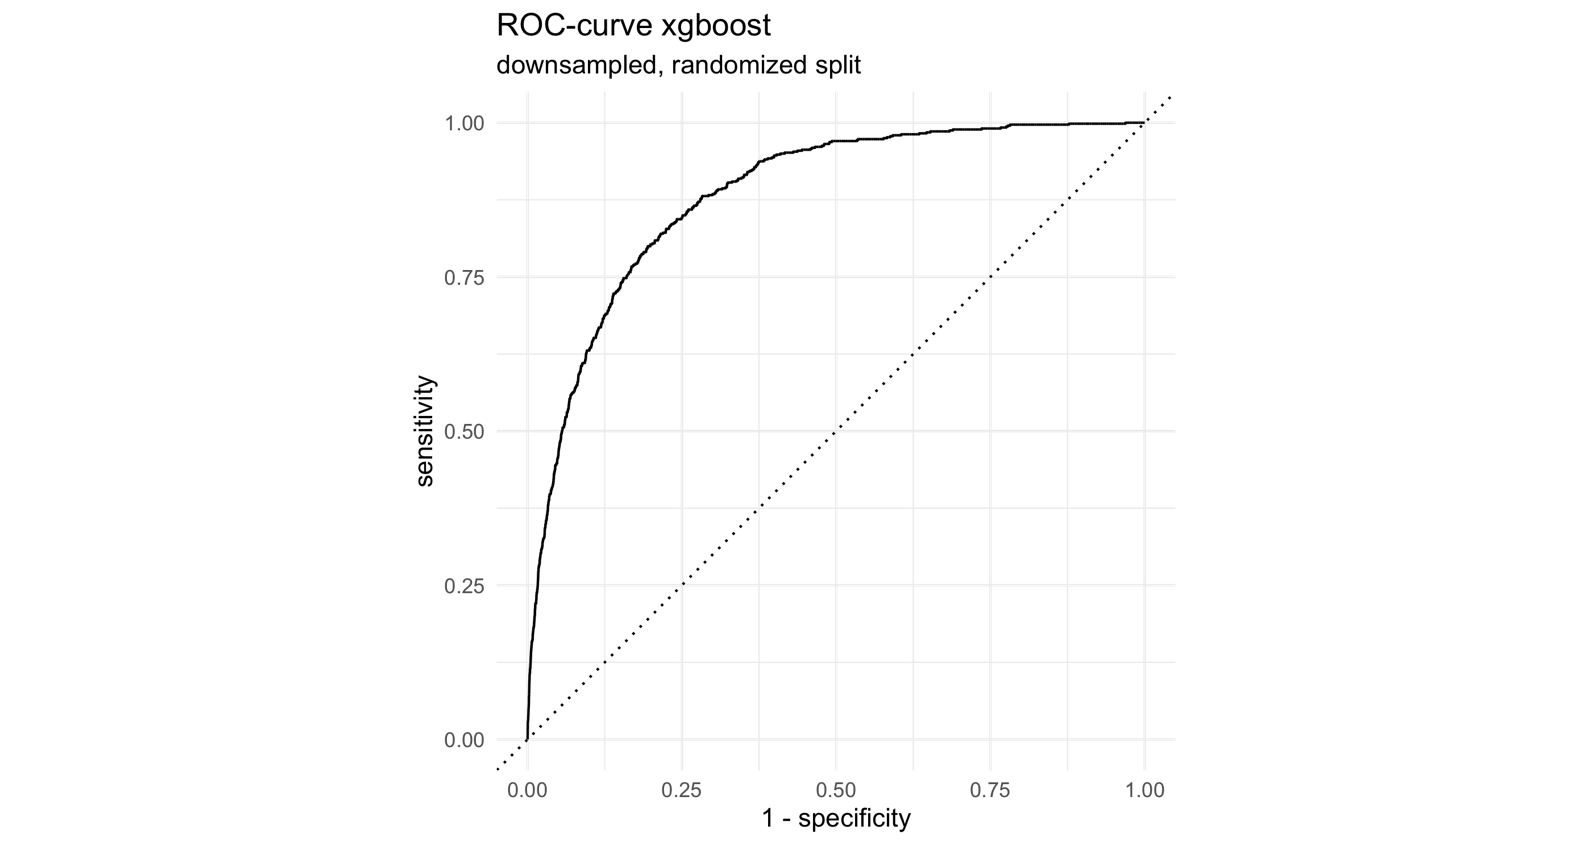 ROC-curve xgboost
downsampled, randomized split
1.00
0.75
0.50
0.25
0.00
sensitivity
0.00 0.25 0.50 0.75 1.00
1 - specificity